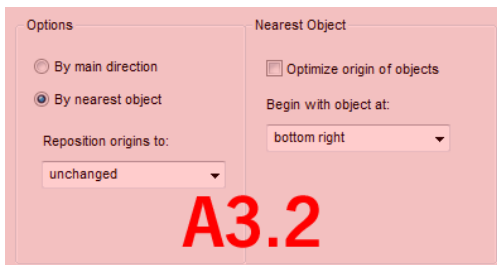 Options
By main direction
By nearest object
Reposition origins to:
unchanged
Nearest Object
Optimize origin of objects
Begin with object at:
bottom right
A3.2